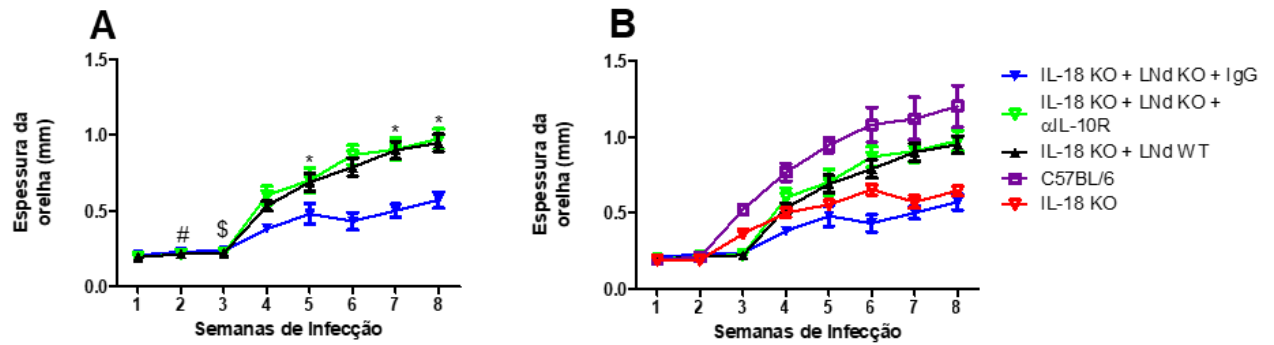 A
Espessura da
orelha (mm)
1.5
1.0
0.5
0.0
#
$
*
*
*
1
2
3
4
5
6
7
8
Semanas de Infecção
B
Espessura da
orelha (mm)
1.5
1.0
0.5
0.0
1
2
3
4
5
6
7
8
Semanas de Infecção
IL-18 KO + LNd KO + IgG
IL-18 KO + LNd KO +
αIL-10R
IL-18 KO + LNd WT
C57BL/6
IL-18 KO